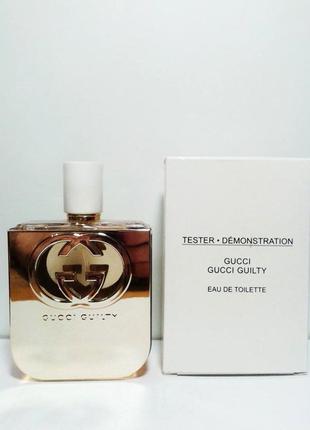 GUCCI GUILTY
TESTER • DÉMONSTRATION
GUCCI
GUCCI GUILTY
EAU DE TOILETTE